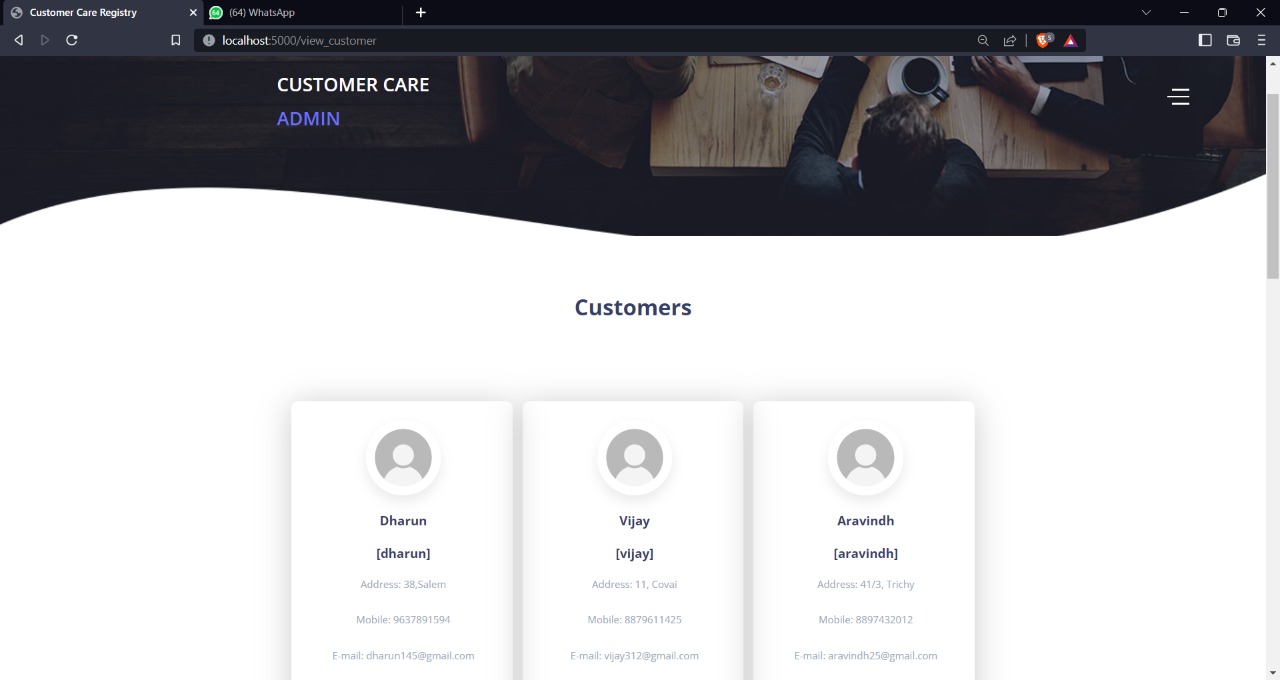 Customer Care Registry
(64) WhatsApp
localhost:5000/view_customer
CUSTOMER CARE
ADMIN
Customers
Dharun
[dharun]
Address: 38,Salem
Mobile: 9637891594
E-mail: dharun145@gmail.com
Vijay
[vijay]
Address: 11, Covai
Mobile: 8879611425
E-mail: vijay312@gmail.com
Aravindh
[aravindh]
Address: 41/3, Trichy
Mobile: 8897432012
E-mail: aravindh25@gmail.com